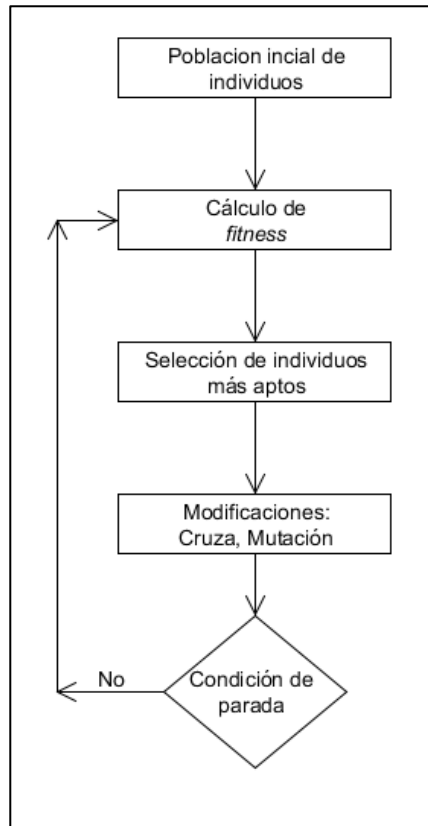 Poblacion incial de
individuos
Cálculo de
fitness
Selección de individuos
más aptos
Modificaciones:
Cruza, Mutación
Condición de
parada
No